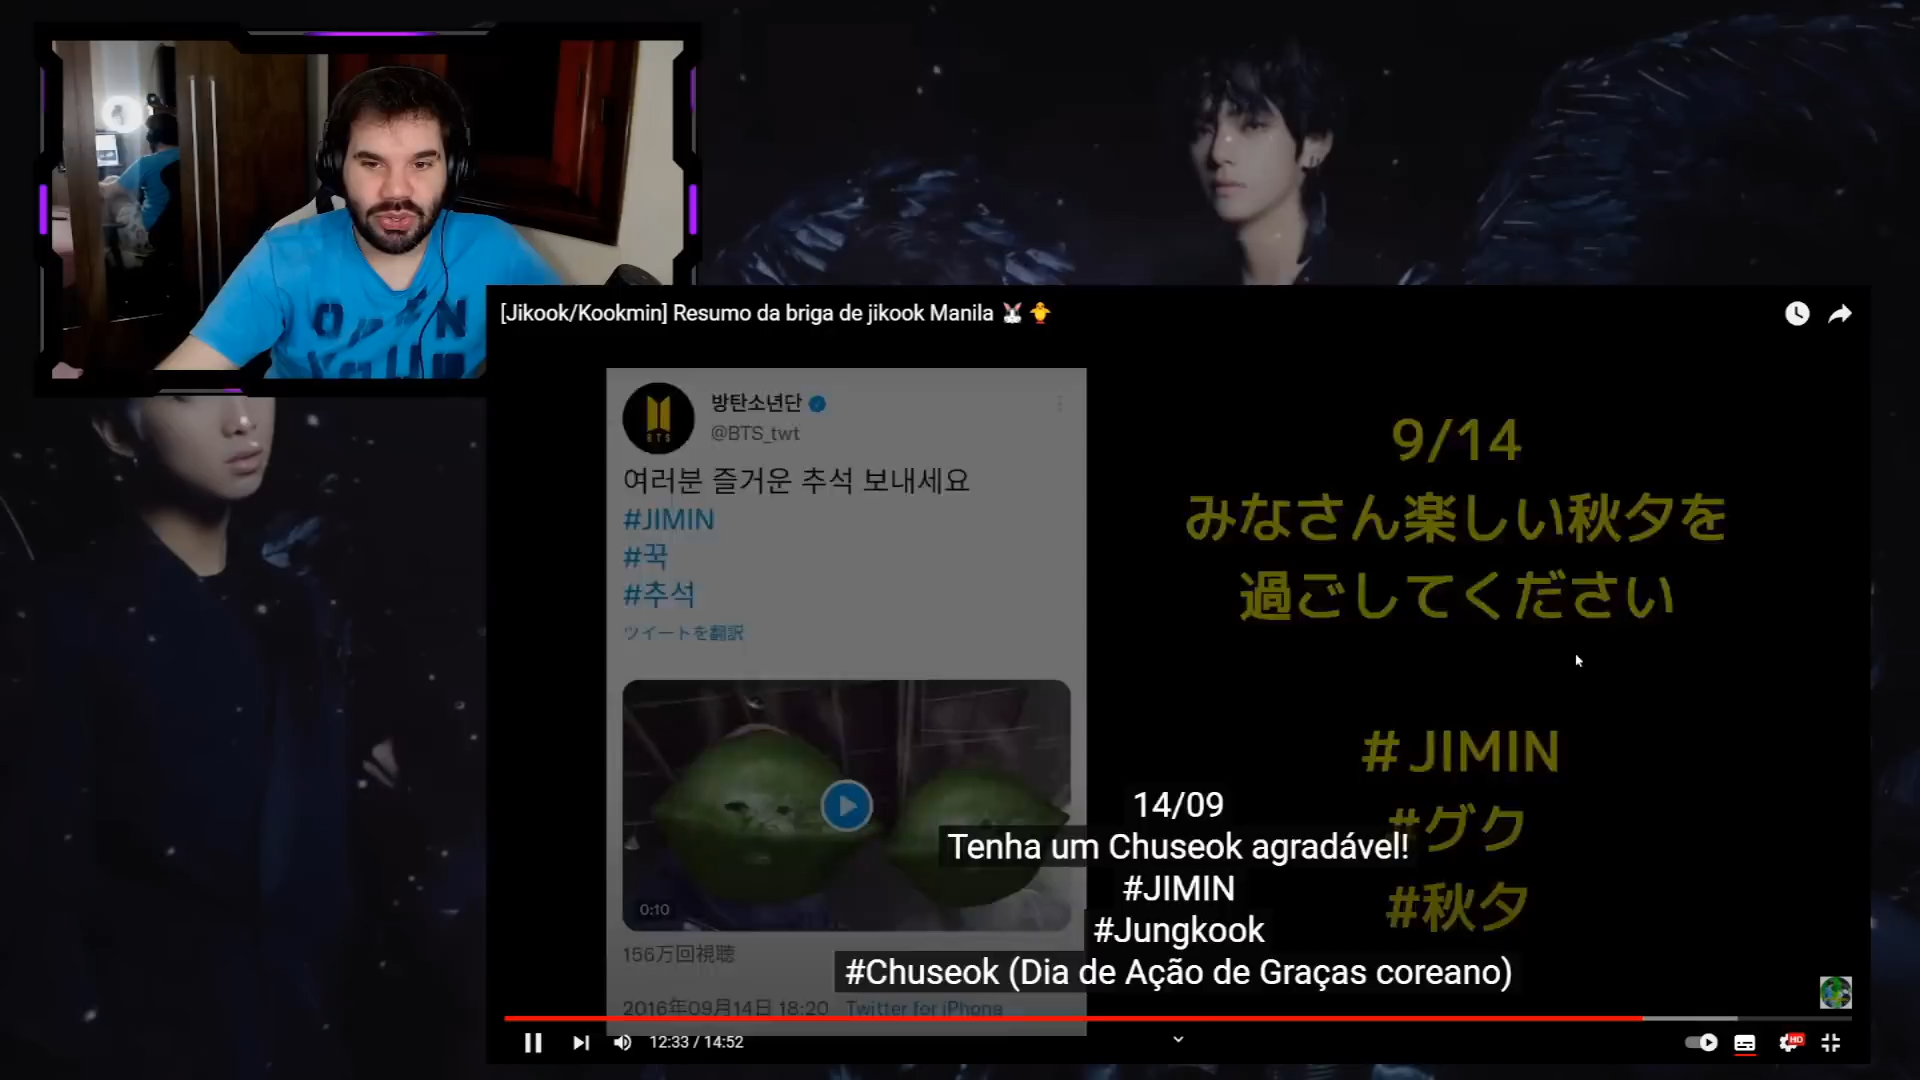 [Jikook/Kookmin] Resumo da briga de jikook Manila 🐰🐥
BTS
방탄소년단
@BTS_twt
여러분 즐거운 추석 보내세요
#JIMIN
#꾹
#추석
ツイートを翻訳
0:10
156万回視聴
2016年09月14日 18:20 Twitter for iPhone
9/14
みなさん楽しい秋夕を
過ごしてください
#JIMIN
#グク
#秋夕
14/09
Tenha um Chuseok agradável!
#JIMIN
#Jungkook
#Chuseok (Dia de Ação de Graças coreano)
12:33 / 14:52
HD